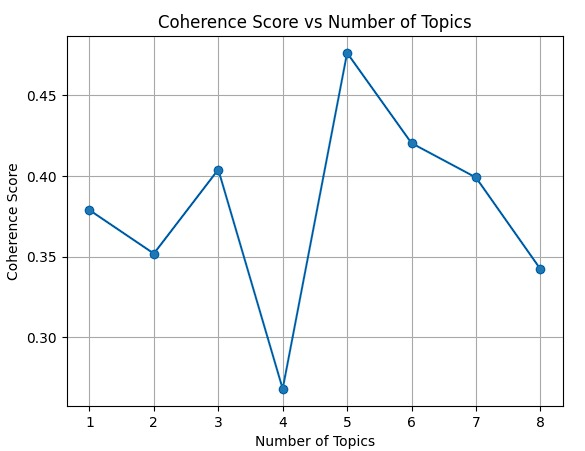 Coherence Score vs Number of Topics
Coherence Score
0.45
0.40
0.35
0.30
1 2 3 4 5 6 7 8
Number of Topics